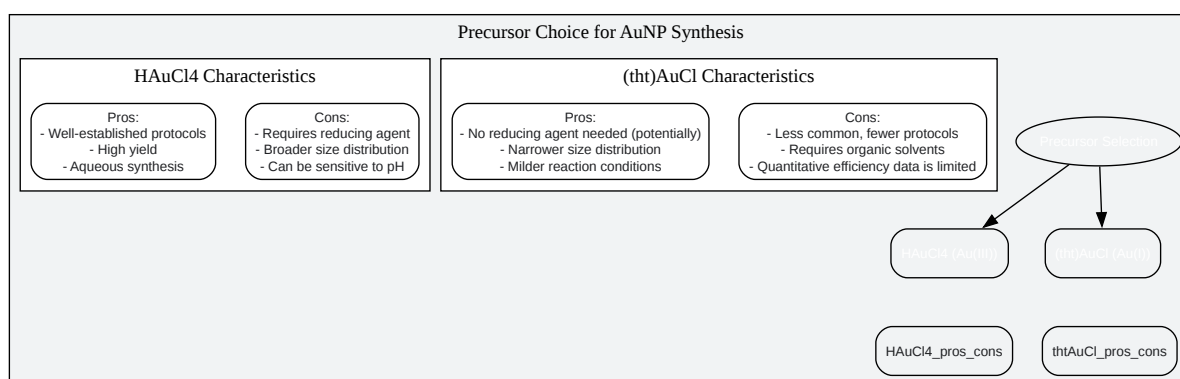 Precursor Choice for AuNP Synthesis
HAuCl4 Characteristics
Pros:
- Well-established protocols
- High yield
- Aqueous synthesis
Cons:
- Requires reducing agent
- Broader size distribution
- Can be sensitive to pH
(tht)AuCl Characteristics
Pros:
- No reducing agent needed (potentially)
- Narrower size distribution
- Milder reaction conditions
Cons:
- Less common, fewer protocols
- Requires organic solvents
- Quantitative efficiency data is limited
Precursor Selection
HAuCl4 (Au(III))
(tht)AuCl (Au(I))
HAuCl4_pros_cons
thtAuCl_pros_cons